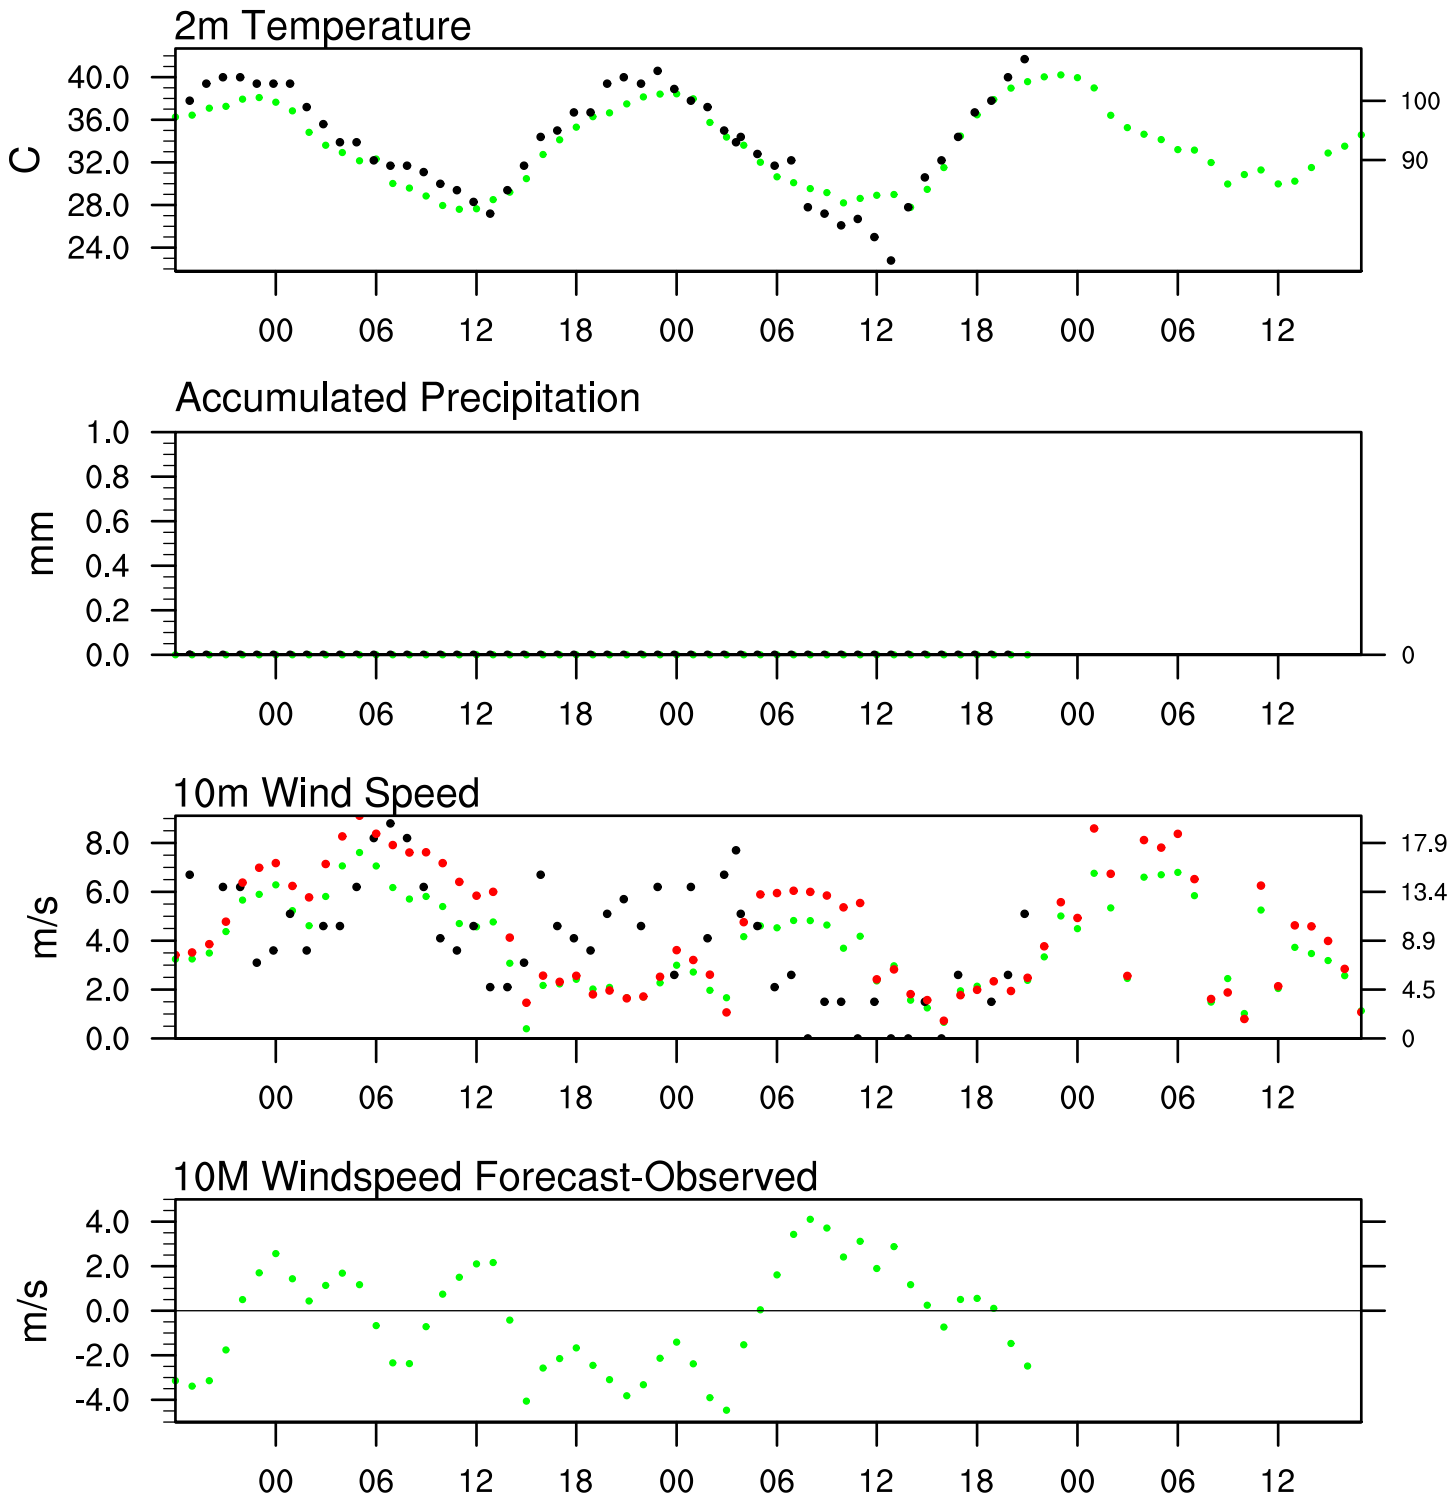 2m Temperature
40.0
36.0
32.0
28.0
24.0
C
100
90
00 06 12 18 00 06 12 18 00 06 12
Accumulated Precipitation
1.0
0.8
0.6
0.4
0.2
0.0
mm
0
00 06 12 18 00 06 12 18 00 06 12
10m Wind Speed
8.0
6.0
4.0
2.0
0.0
m/s
17.9
13.4
8.9
4.5
0
00 06 12 18 00 06 12 18 00 06 12
10M Windspeed Forecast-Observed
4.0
2.0
0.0
-2.0
-4.0
m/s
00 06 12 18 00 06 12 18 00 06 12